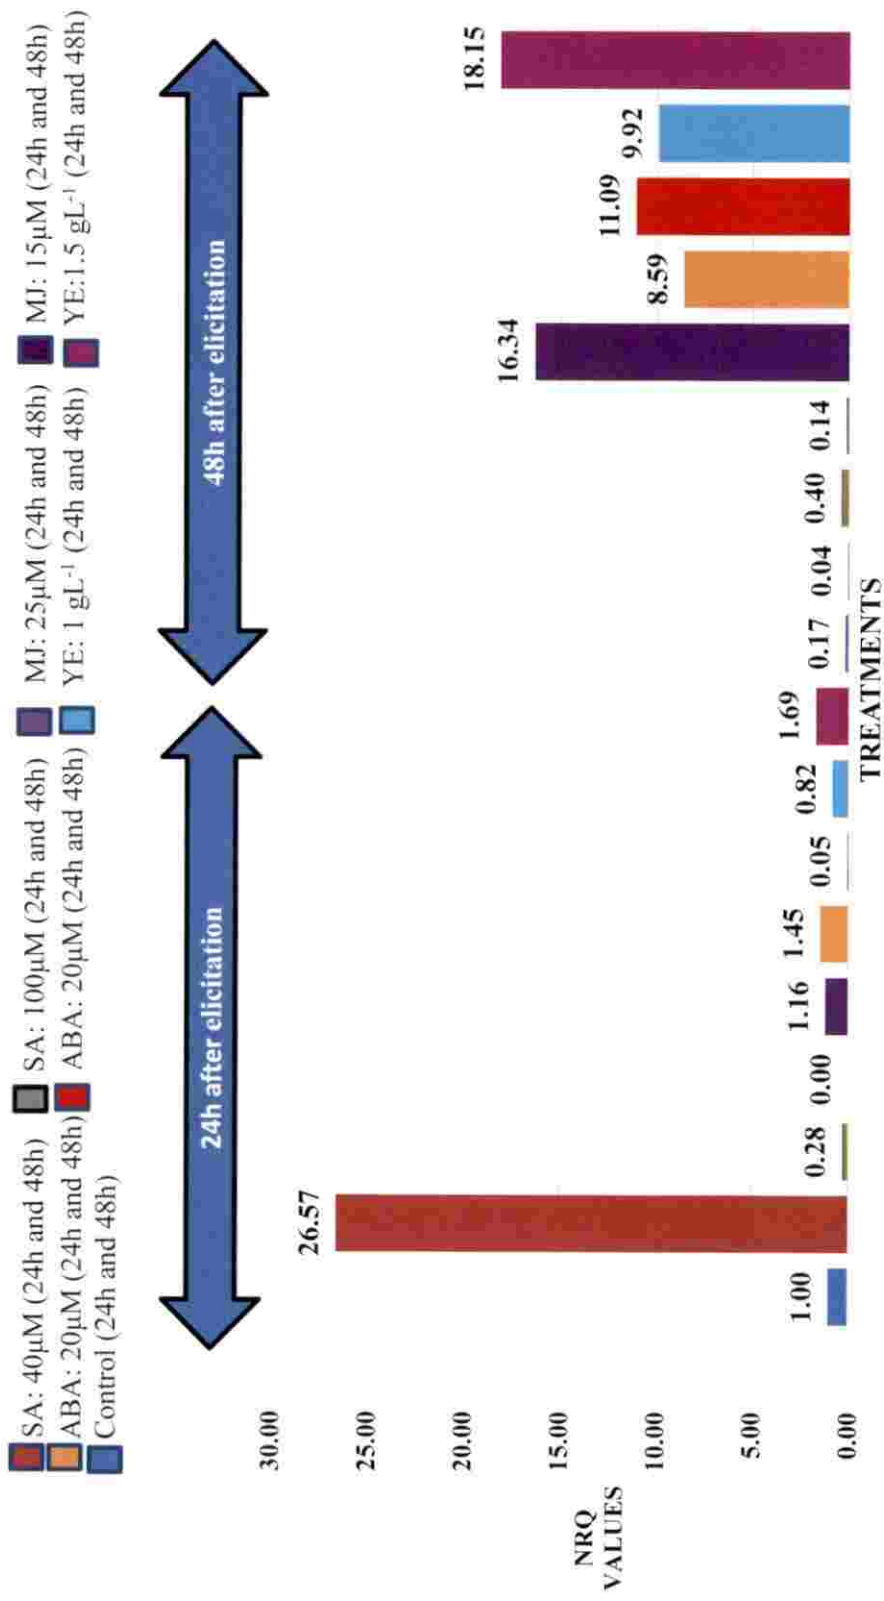 SA: 40µM (24h and 48h)
SA: 100µM (24h and 48h)
MJ: 25µM (24h and 48h)
MJ: 15µM (24h and 48h)
ABA: 20µM (24h and 48h)
ABA: 20µM (24h and 48h)
YE: 1 gL⁻¹ (24h and 48h)
YE:1.5 gL⁻¹ (24h and 48h)
Control (24h and 48h)
24h after elicitation
48h after elicitation
30.00
25.00
20.00
15.00
10.00
5.00
0.00
NRQ
VALUES
1.00
26.57
0.28
0.00
1.16
1.45
0.05
0.82
1.69
0.17
0.04
0.40
0.14
16.34
8.59
11.09
9.92
18.15
TREATMENTS